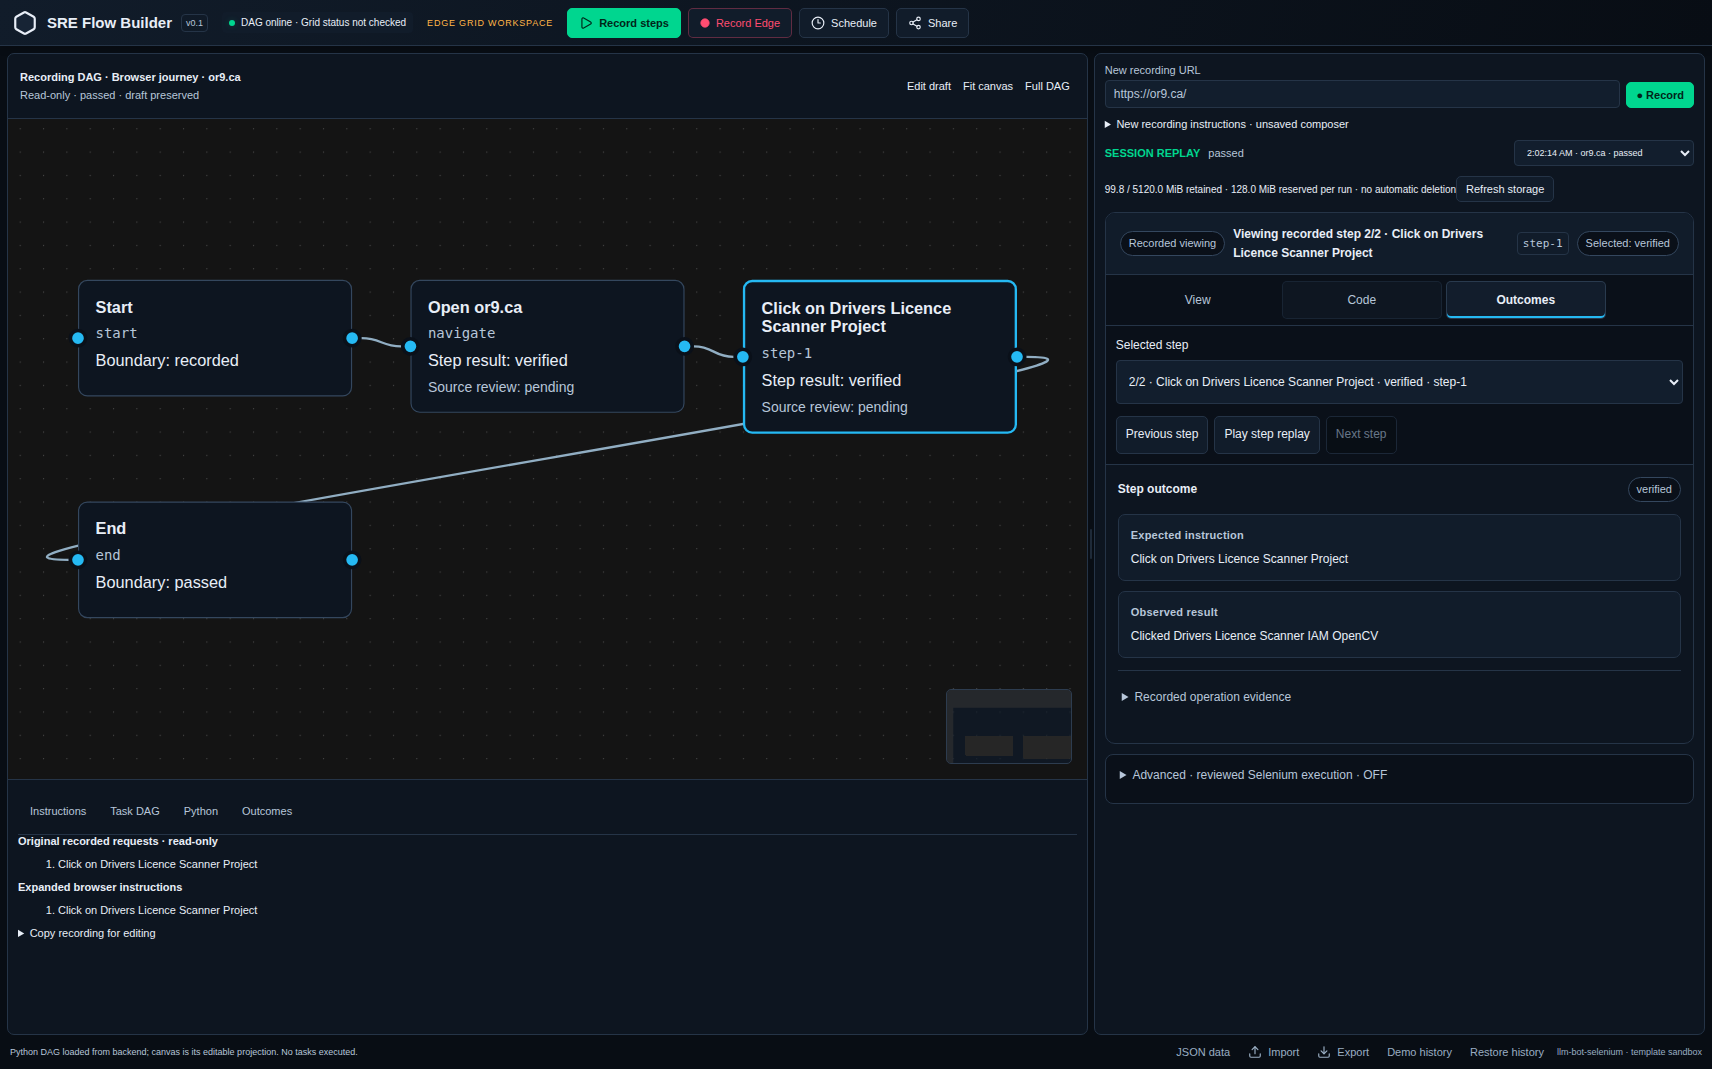 SRE Flow Builder v0.1 DAG online · Grid status not checked EDGE GRID WORKSPACE Record steps Record Edge Schedule Share
Recording DAG · Browser journey · or9.ca
Read-only · passed · draft preserved
Edit draft Fit canvas Full DAG
Start
start
Boundary: recorded
Open or9.ca
navigate
Step result: verified
Source review: pending
Click on Drivers Licence
Scanner Project
step-1
Step result: verified
Source review: pending
End
end
Boundary: passed
Instructions Task DAG Python Outcomes
Original recorded requests · read-only
1. Click on Drivers Licence Scanner Project
Expanded browser instructions
1. Click on Drivers Licence Scanner Project
Copy recording for editing
New recording URL
https://or9.ca/ ● Record
New recording instructions · unsaved composer
SESSION REPLAY passed 2:02:14 AM · or9.ca · passed
99.8 / 5120.0 MiB retained · 128.0 MiB reserved per run · no automatic deletion Refresh storage
Recorded viewing Viewing recorded step 2/2 · Click on Drivers
Licence Scanner Project step-1 Selected: verified
View Code Outcomes
Selected step
2/2 · Click on Drivers Licence Scanner Project · verified · step-1
Previous step Play step replay Next step
Step outcome verified
Expected instruction
Click on Drivers Licence Scanner Project
Observed result
Clicked Drivers Licence Scanner IAM OpenCV
Recorded operation evidence
Advanced · reviewed Selenium execution · OFF
Python DAG loaded from backend; canvas is its editable projection. No tasks executed.
JSON data Import Export Demo history Restore history llm-bot-selenium · template sandbox